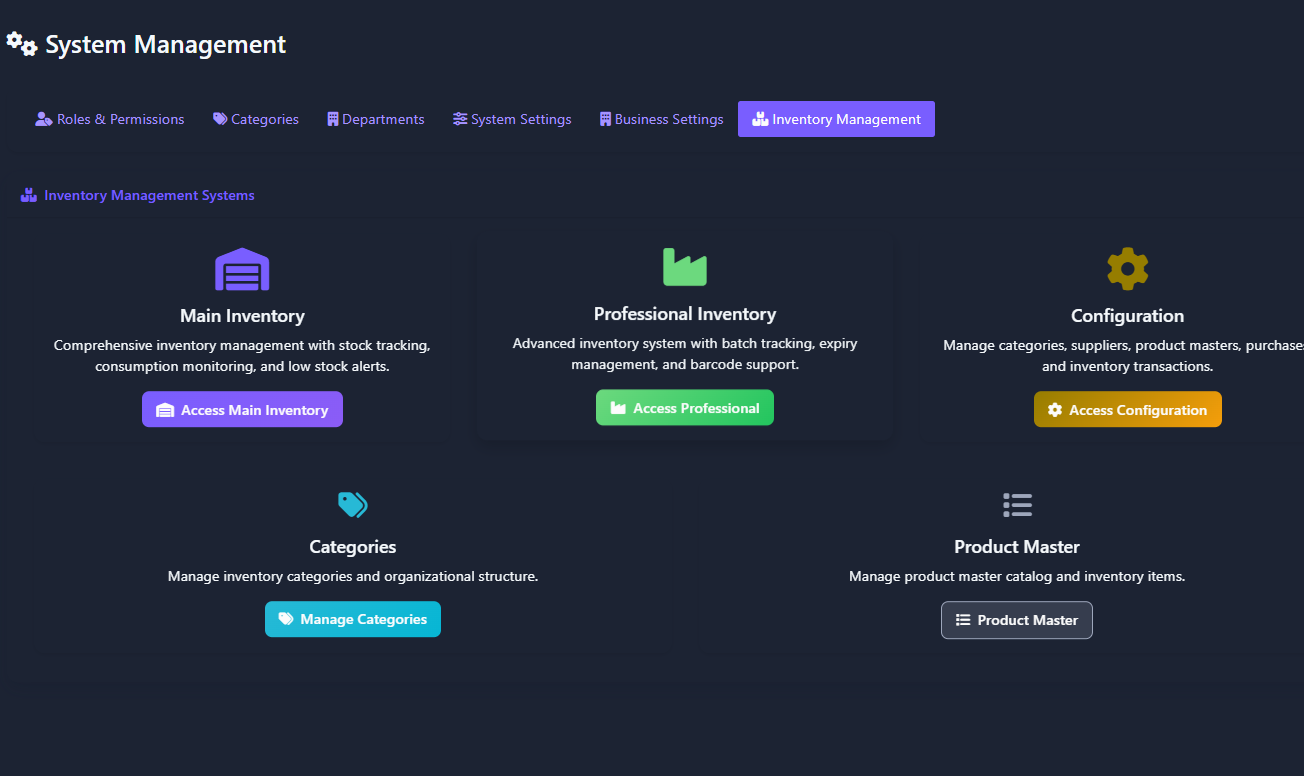 System Management
Roles & Permissions
Categories
Departments
System Settings
Business Settings
Inventory Management
Inventory Management Systems
Main Inventory
Comprehensive inventory management with stock tracking,
consumption monitoring, and low stock alerts.
Access Main Inventory
Professional Inventory
Advanced inventory system with batch tracking, expiry
management, and barcode support.
Access Professional
Configuration
Manage categories, suppliers, product masters, purchases
and inventory transactions.
Access Configuration
Categories
Manage inventory categories and organizational structure.
Manage Categories
Product Master
Manage product master catalog and inventory items.
Product Master